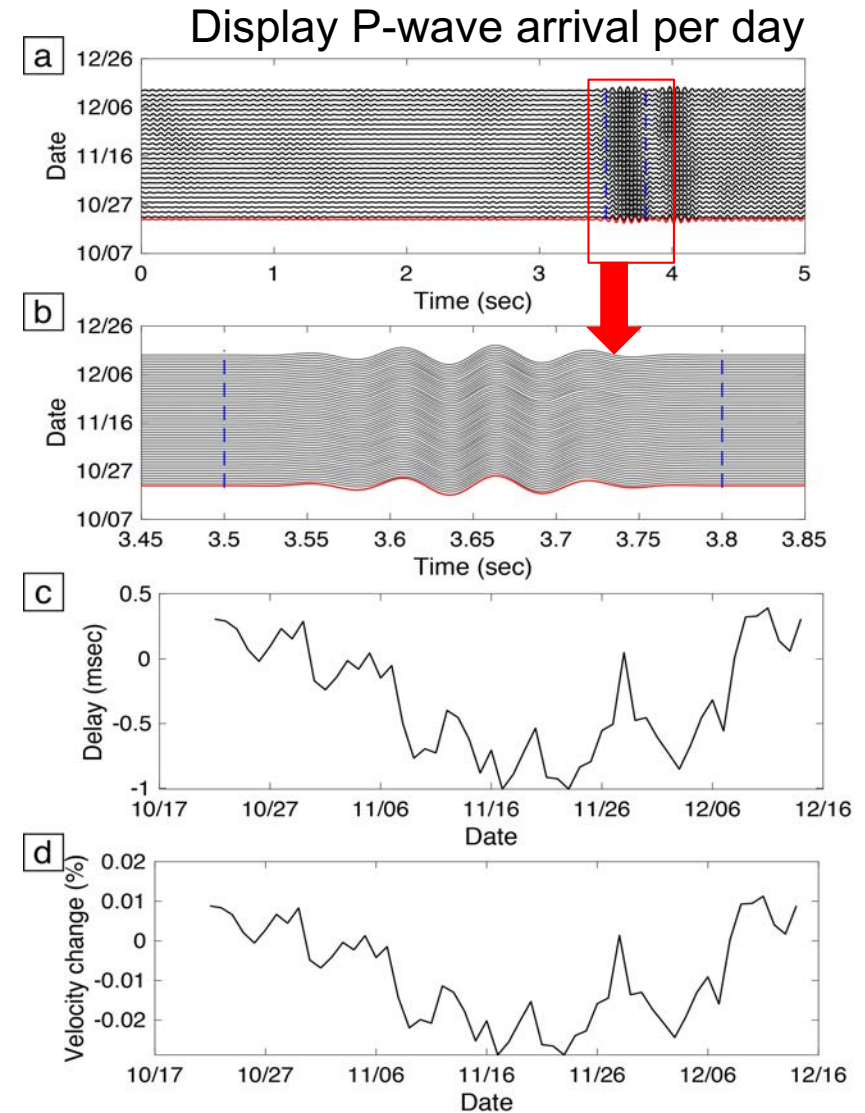 Display P-wave arrival per day
a
12/26
12/06
11/16
10/27
10/07
Date
0 1 2 3 4 5
Time (sec)
b
12/26
12/06
11/16
10/27
10/07
Date
3.45 3.5 3.55 3.6 3.65 3.7 3.75 3.8 3.85
Time (sec)
c
0.5
0
-0.5
-1
Delay (msec)
10/17 10/27 11/06 11/16 11/26 12/06 12/16
Date
d
0.02
0.01
0
-0.01
-0.02
Velocity change (%)
10/17 10/27 11/06 11/16 11/26 12/06 12/16
Date